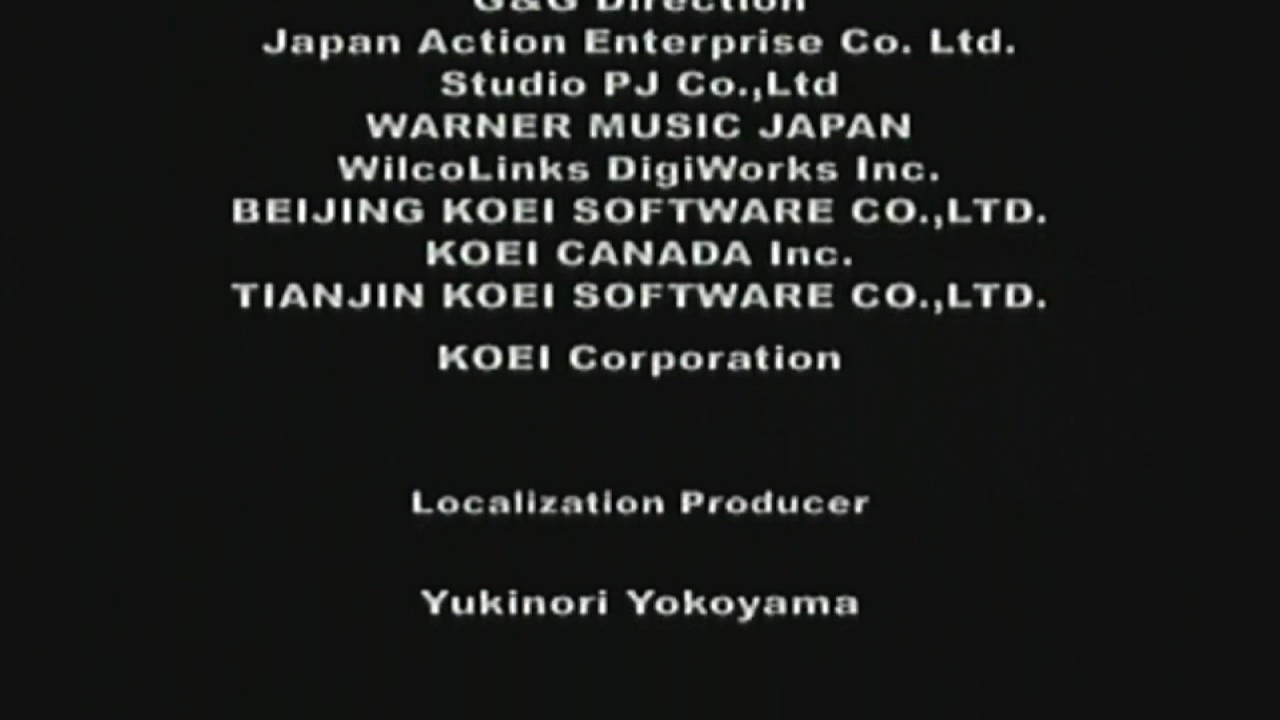 G&G Direction
Japan Action Enterprise Co. Ltd.
Studio PJ Co.,Ltd
WARNER MUSIC JAPAN
WilcoLinks DigiWorks Inc.
BEIJING KOEI SOFTWARE CO.,LTD.
KOEI CANADA Inc.
TIANJIN KOEI SOFTWARE CO.,LTD.
KOEI Corporation
Localization Producer
Yukinori Yokoyama